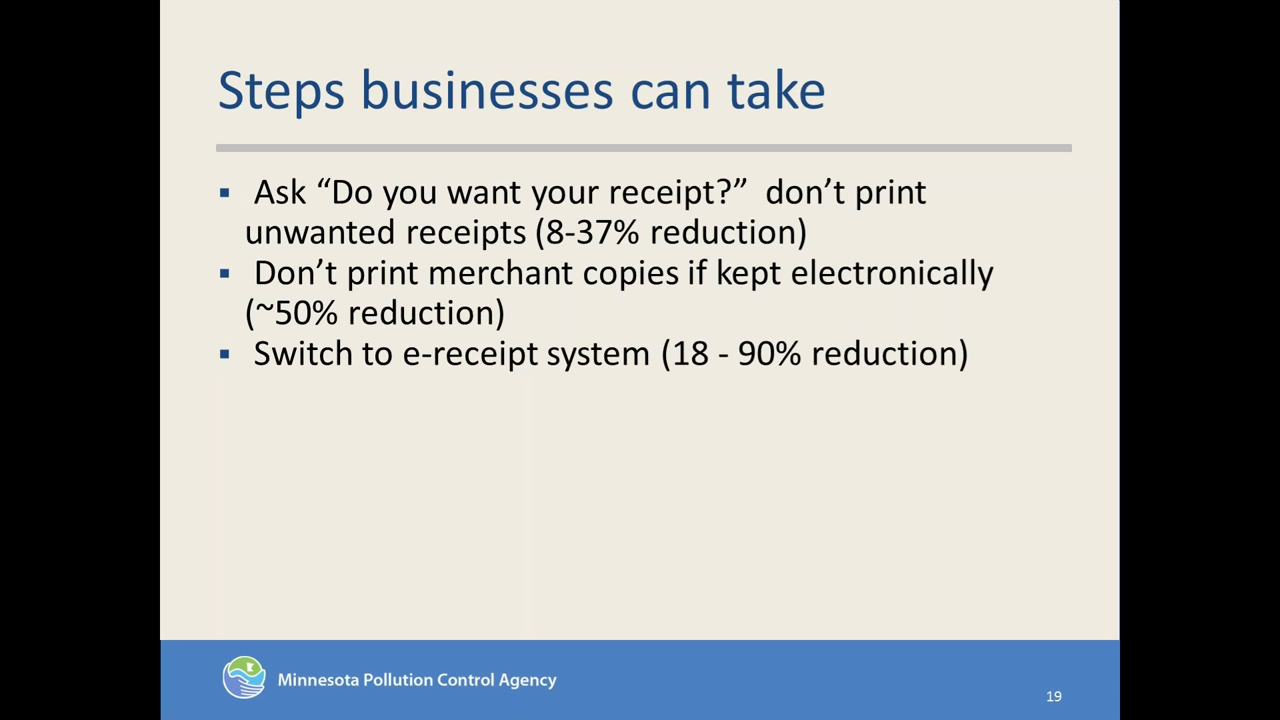 Steps businesses can take
▪ Ask “Do you want your receipt?”  don’t print
unwanted receipts (8-37% reduction)
▪ Don’t print merchant copies if kept electronically
(~50% reduction)
▪ Switch to e-receipt system (18 - 90% reduction)
Minnesota Pollution Control Agency
19